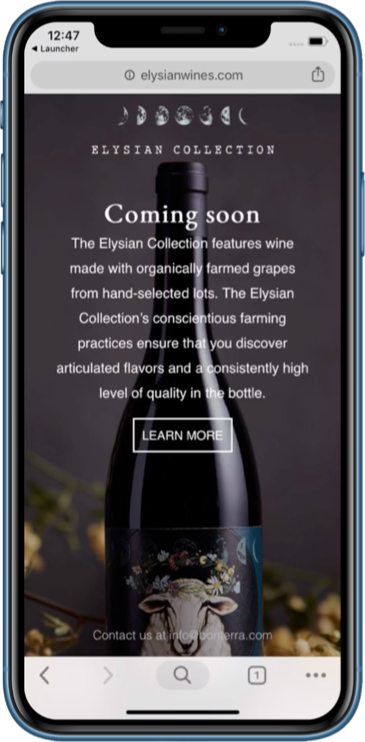 12:47
◀ Launcher
elysianwines.com
ELYSIAN COLLECTION
Coming soon
The Elysian Collection features wine
made with organically farmed grapes
from hand-selected lots. The Elysian
Collection's conscientious farming
practices ensure that you discover
articulated flavors and a consistently high
level of quality in the bottle.
LEARN MORE
Contact us at info@bonterra.com
1